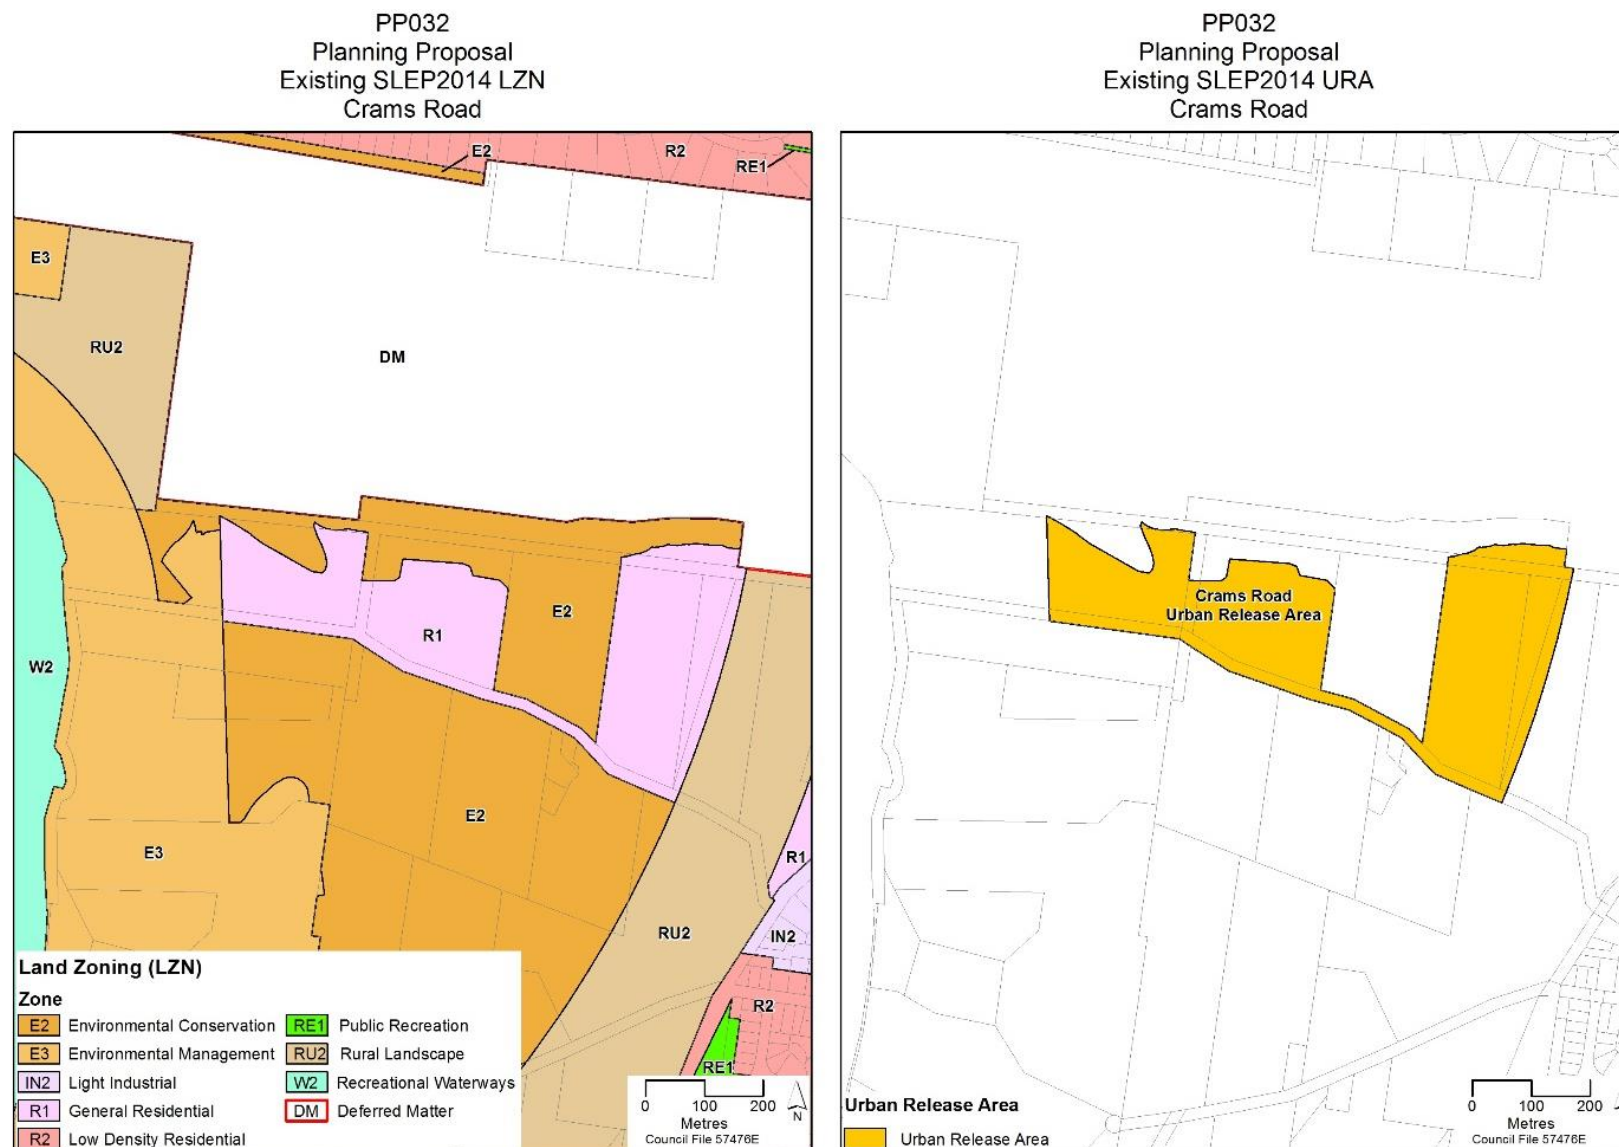 PP032
Planning Proposal
Existing SLEP2014 LZN
Crams Road
E2
R2
RE1
E3
RU2
DM
E2
R1
W2
E2
E3
R1
RU2
IN2
R2
RE1
Land Zoning (LZN)
Zone
E2 Environmental Conservation
E3 Environmental Management
IN2 Light Industrial
R1 General Residential
R2 Low Density Residential
RE1 Public Recreation
RU2 Rural Landscape
W2 Recreational Waterways
DM Deferred Matter
0 100 200
Metres
Council File 57476E
N
PP032
Planning Proposal
Existing SLEP2014 URA
Crams Road
Crams Road
Urban Release Area
Urban Release Area
Urban Release Area
0 100 200
Metres
Council File 57476E